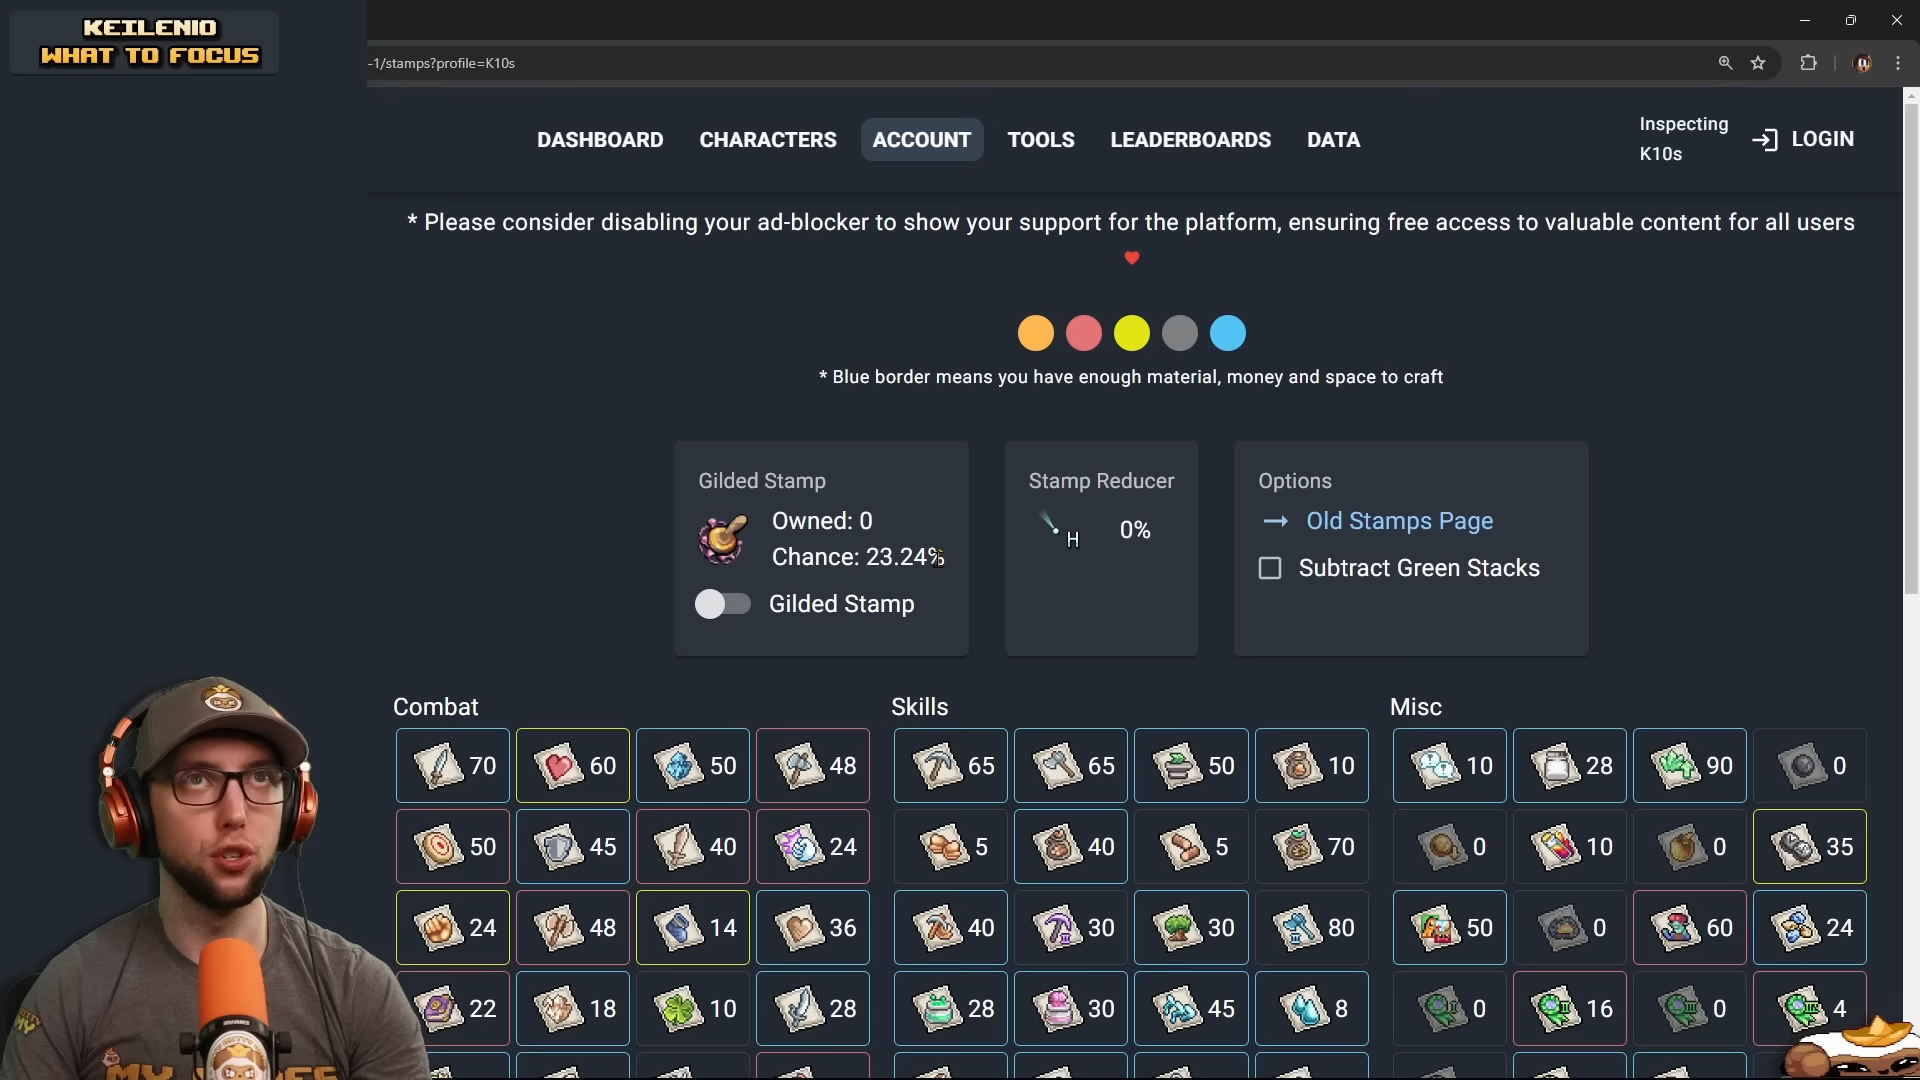 KEILENIO
WHAT TO FOCUS
-1/stamps?profile=K10s
DASHBOARD CHARACTERS ACCOUNT TOOLS LEADERBOARDS DATA
Inspecting
K10s
LOGIN
* Please consider disabling your ad-blocker to show your support for the platform, ensuring free access to valuable content for all users
* Blue border means you have enough material, money and space to craft
Gilded Stamp
Owned: 0
Chance: 23.24%
Gilded Stamp
Stamp Reducer
H 0%
Options
Old Stamps Page
Subtract Green Stacks
Combat
70 60 50 48
50 45 40 24
24 48 14 36
22 18 10 28
Skills
65 65 50 10
5 40 5 70
40 30 30 80
28 30 45 8
Misc
10 28 90 0
0 10 0 35
50 0 60 24
0 16 0 4